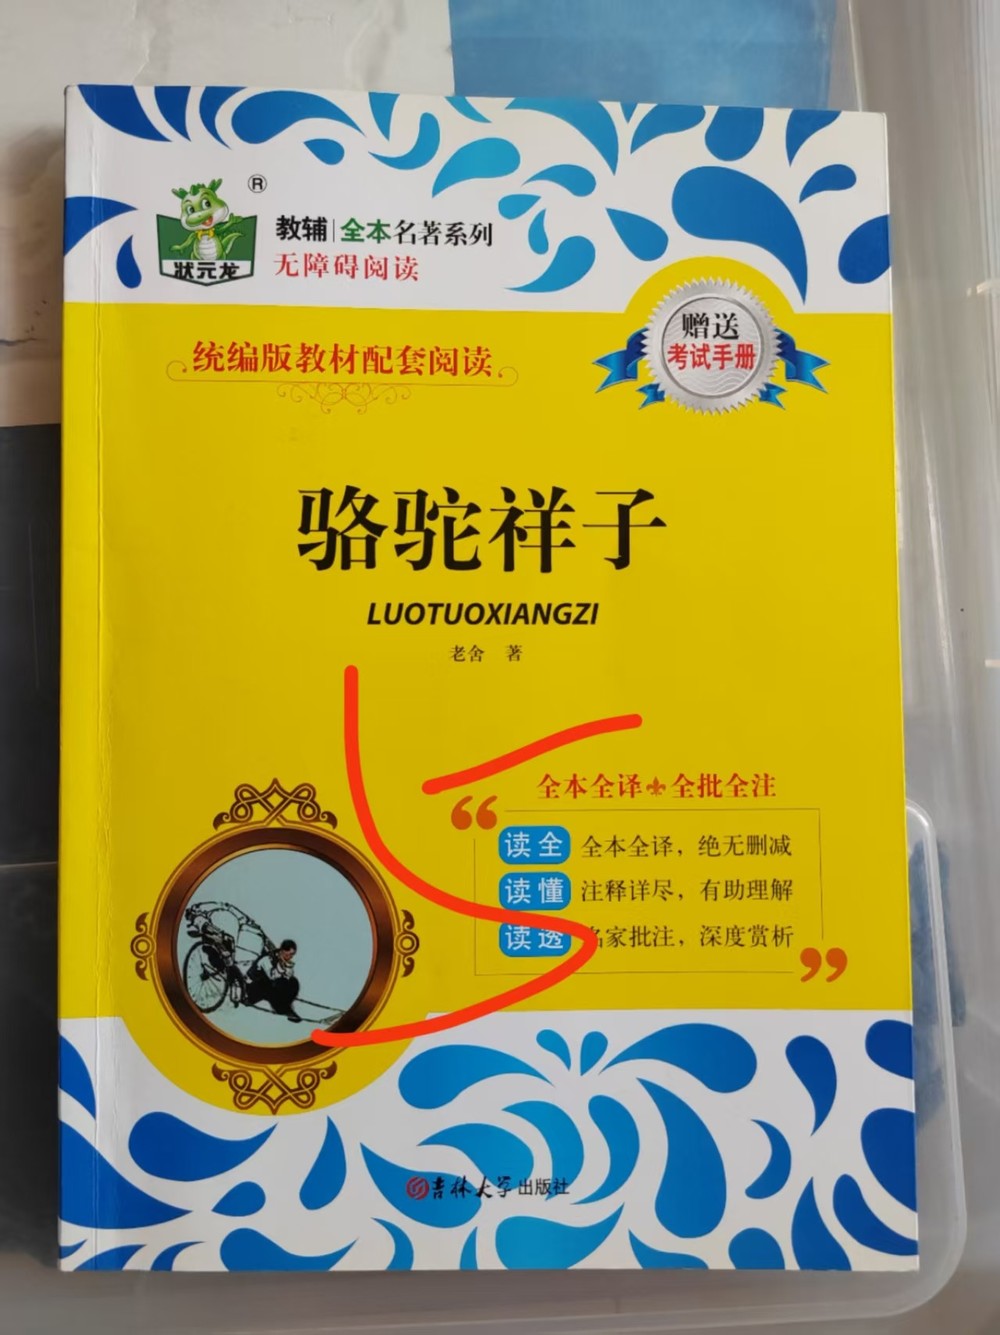 ®
状元龙
教辅|全本名著系列
无障碍阅读
赠送
考试手册
统编版教材配套阅读
骆驼祥子
LUOTUOXIANGZI
老舍 著
5
全本全译 全批全注
“
读全 全本全译，绝无删减
读懂 注释详尽，有助理解
读透 名家批注，深度赏析
”
吉林大学出版社